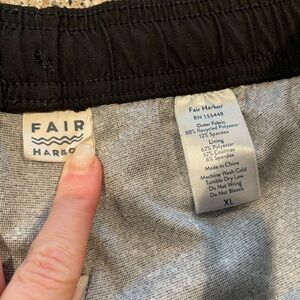 FAIR
HARBO
Fair Harbor
RN 155448
Outer Fabric
88% Recycled Polyester
12% Spandex
Lining
62% Polyester
32% Coolmax
6% Spandex
Made in China
Machine Wash Cold
Tumble Dry Low
Do Not Wring
Do Not Bleach
XL